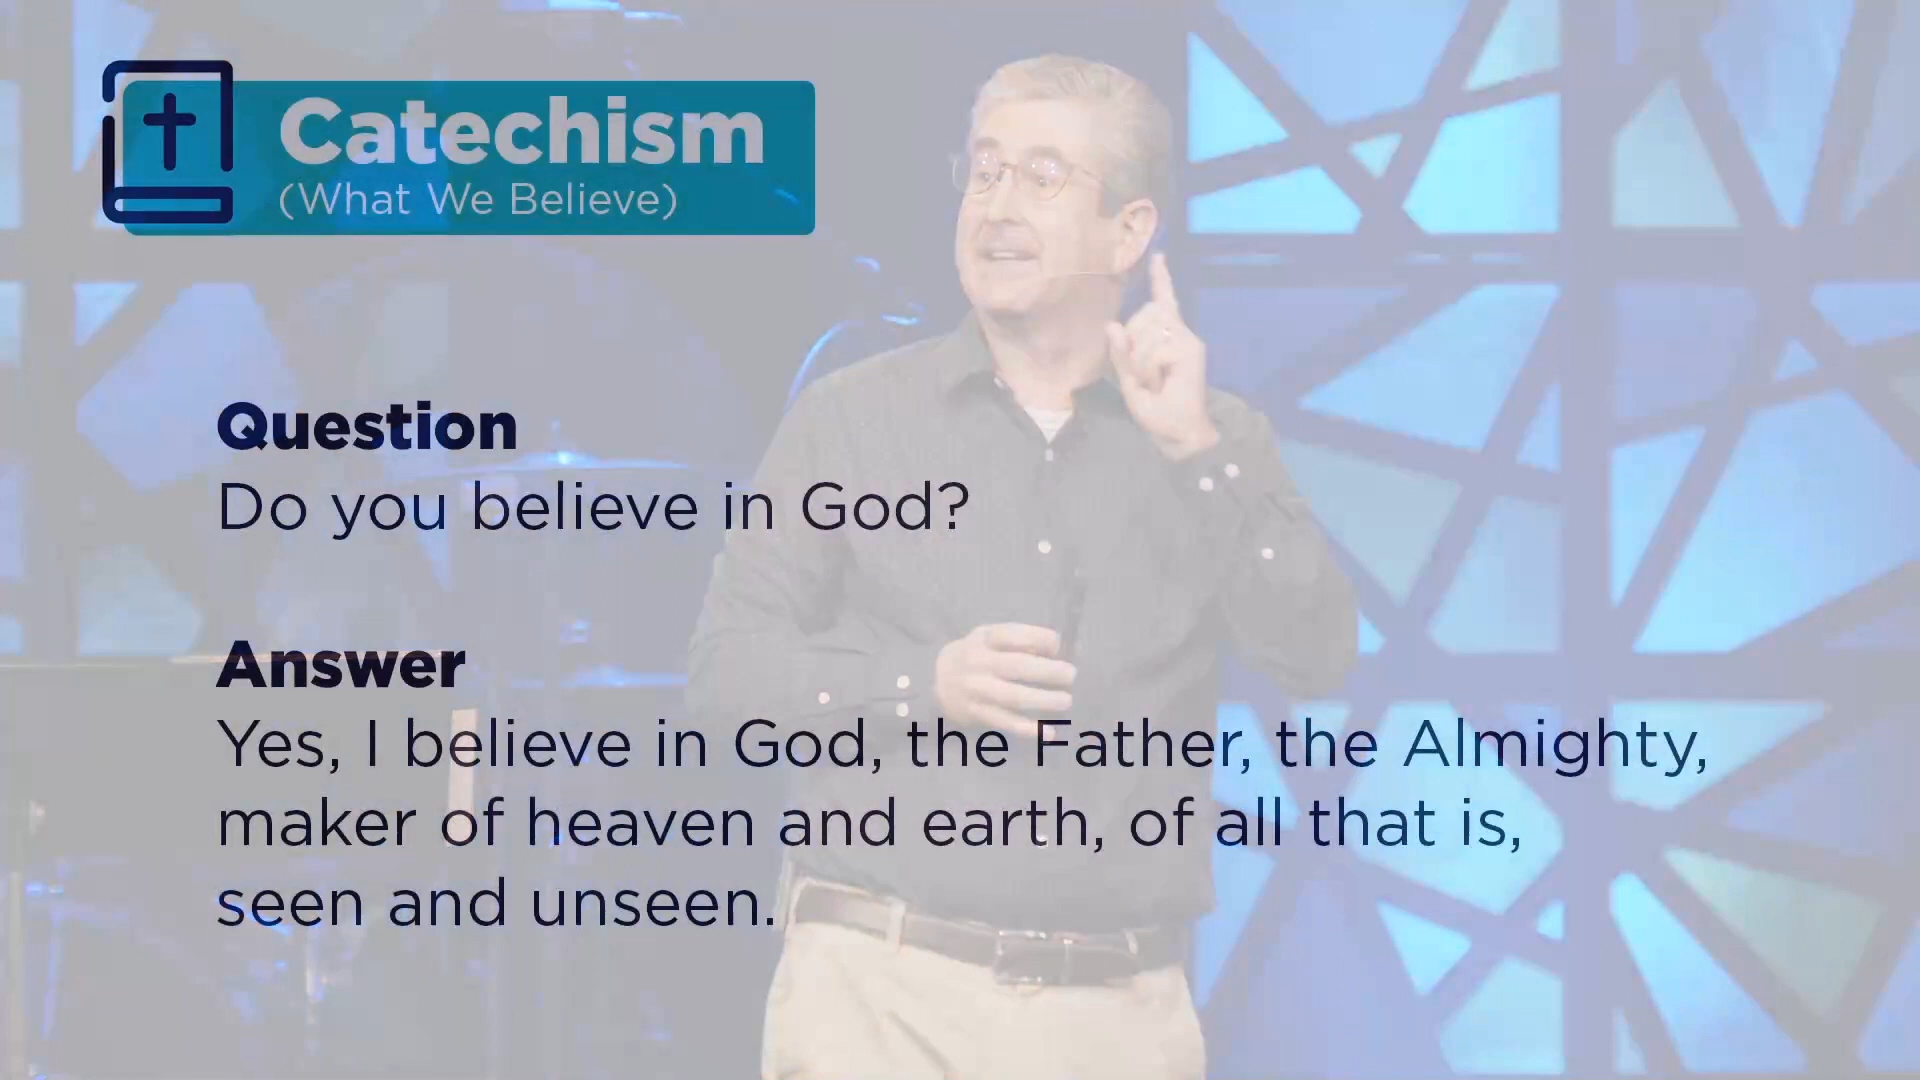 Catechism
(What We Believe)
Question
Do you believe in God?
Answer
Yes, I believe in God, the Father, the Almighty,
maker of heaven and earth, of all that is,
seen and unseen.